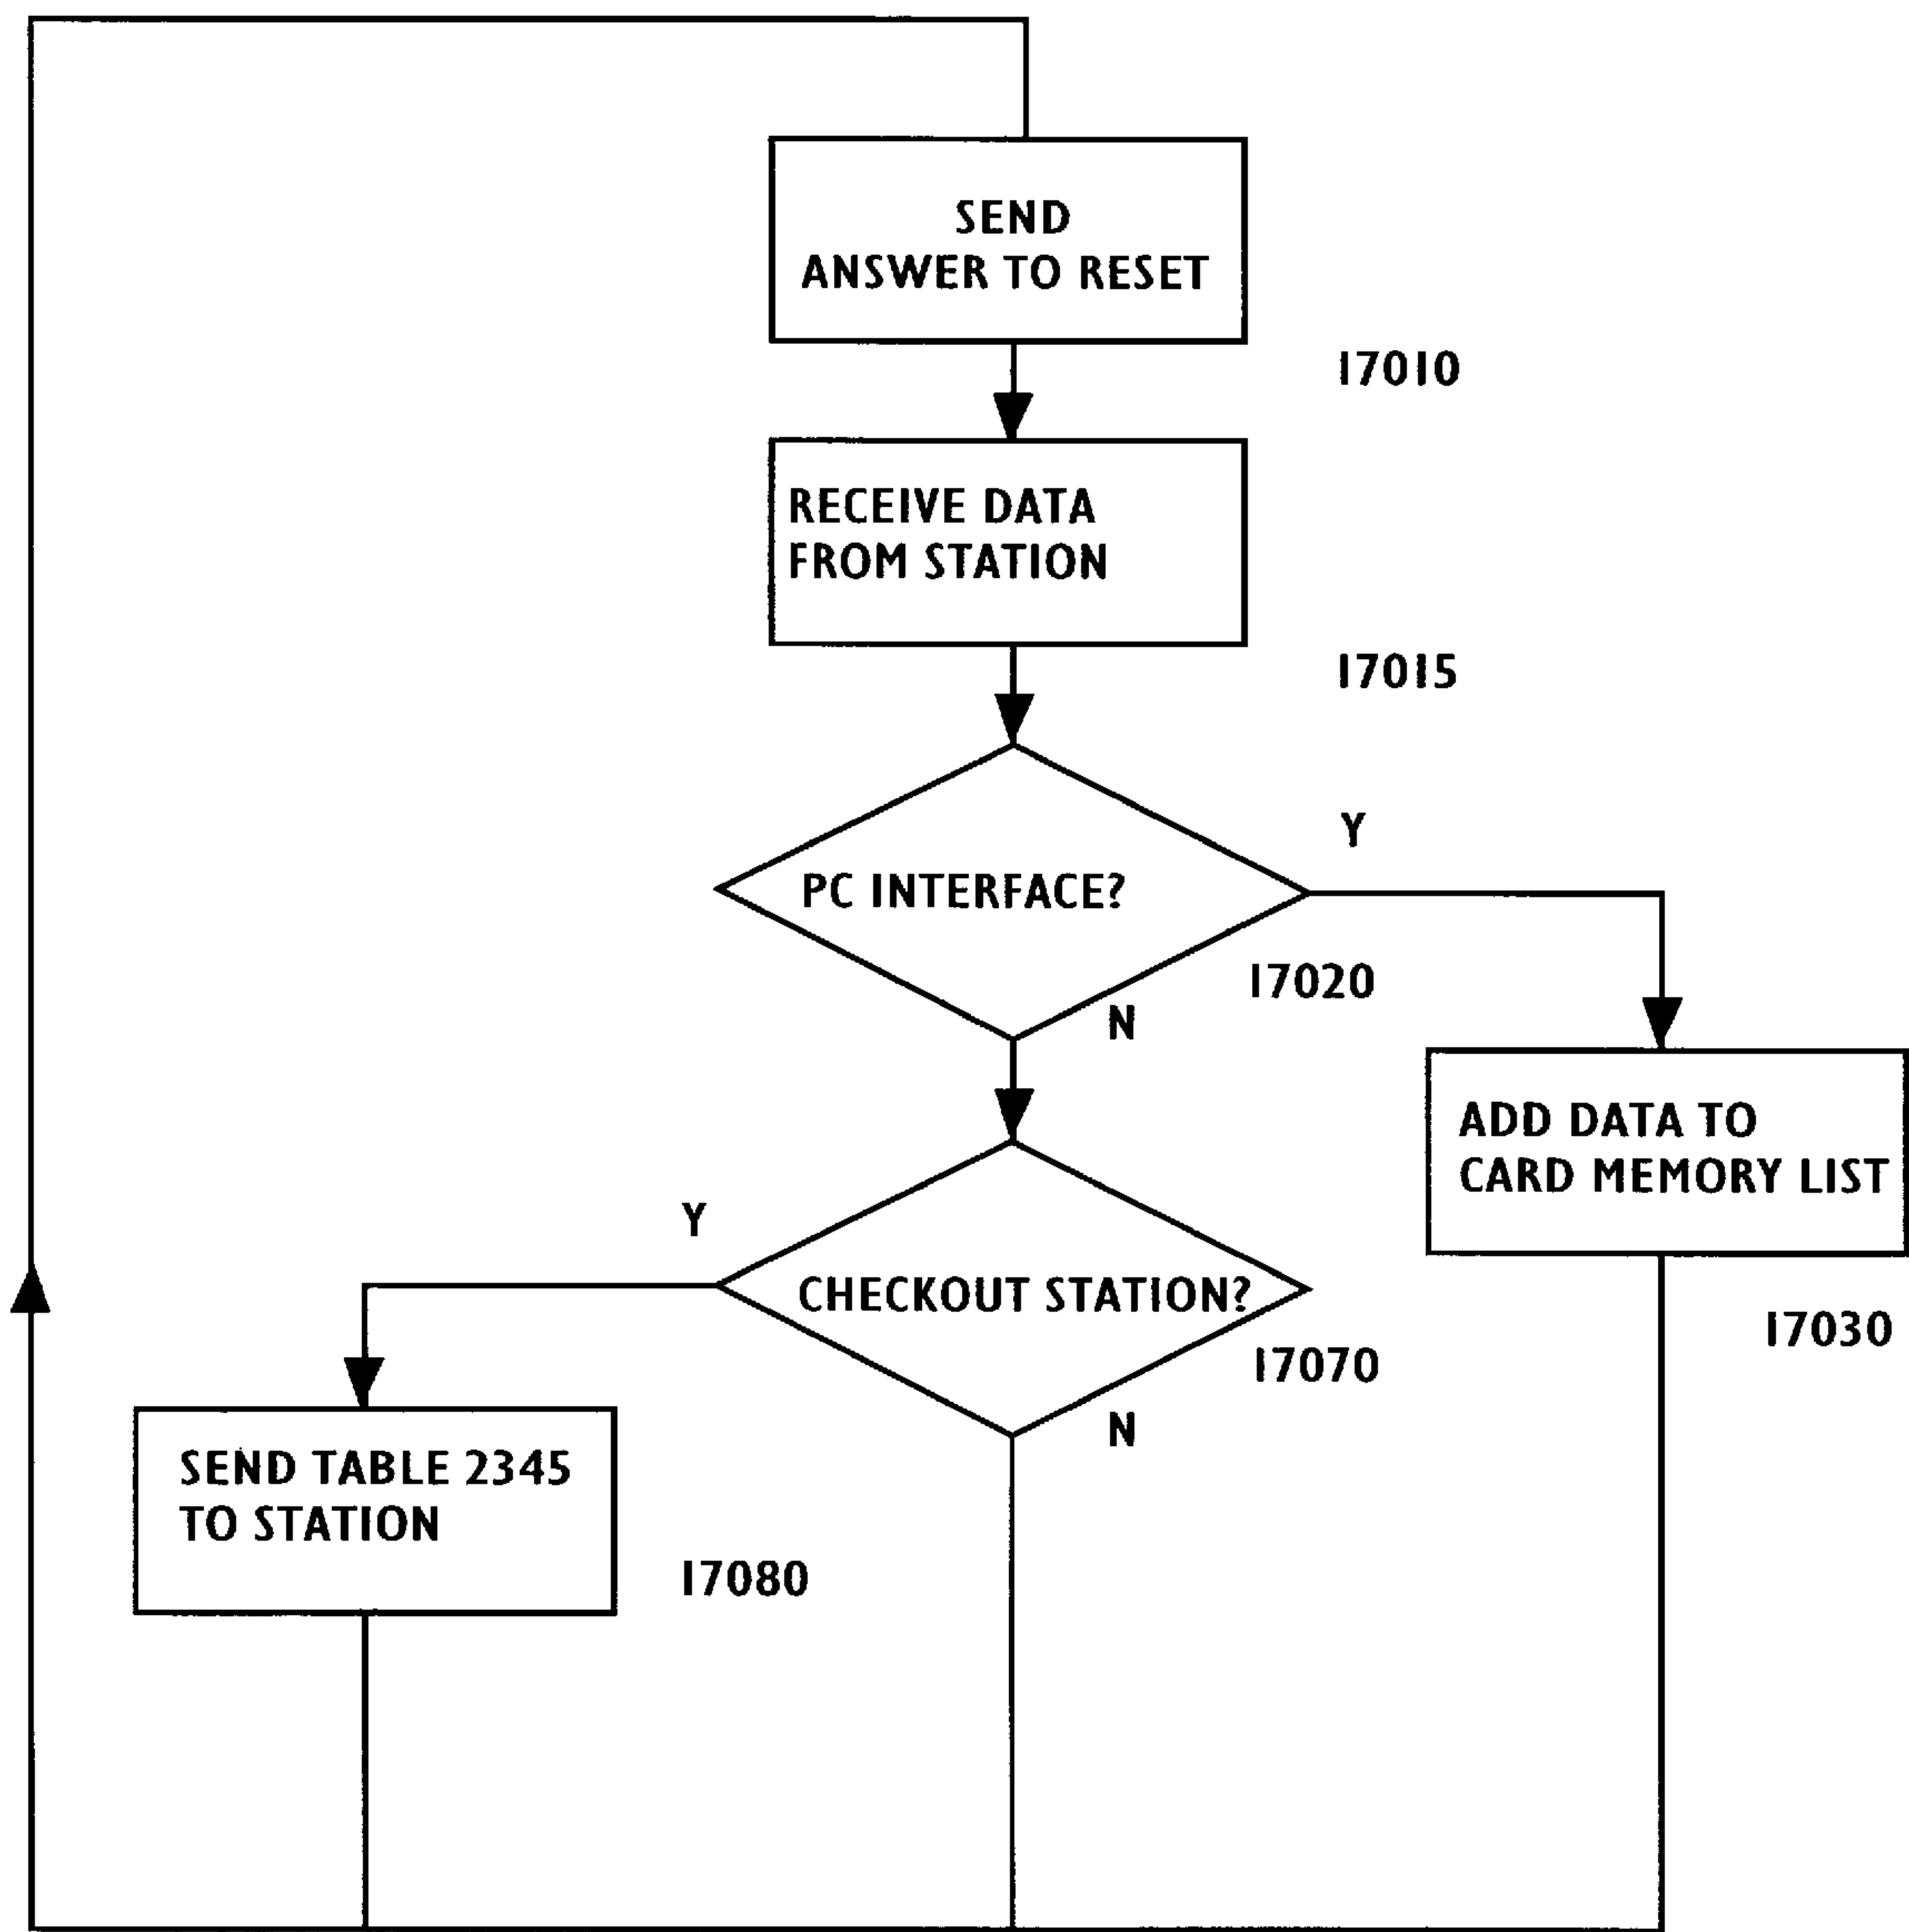 SEND
ANSWER TO RESET
17010
RECEIVE DATA
FROM STATION
17015
Y
PC INTERFACE?
17020
N
ADD DATA TO
CARD MEMORY LIST
17030
Y
CHECKOUT STATION?
17070
N
SEND TABLE 2345
TO STATION
17080